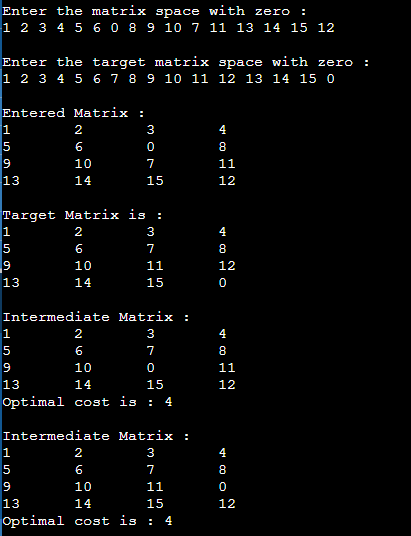 Enter the matrix space with zero :
1 2 3 4 5 6 0 8 9 10 7 11 13 14 15 12
Enter the target matrix space with zero :
1 2 3 4 5 6 7 8 9 10 11 12 13 14 15 0
Entered Matrix :
1 2 3 4
5 6 0 8
9 10 7 11
13 14 15 12
Target Matrix is :
1 2 3 4
5 6 7 8
9 10 11 12
13 14 15 0
Intermediate Matrix :
1 2 3 4
5 6 7 8
9 10 0 11
13 14 15 12
Optimal cost is : 4
Intermediate Matrix :
1 2 3 4
5 6 7 8
9 10 11 0
13 14 15 12
Optimal cost is : 4